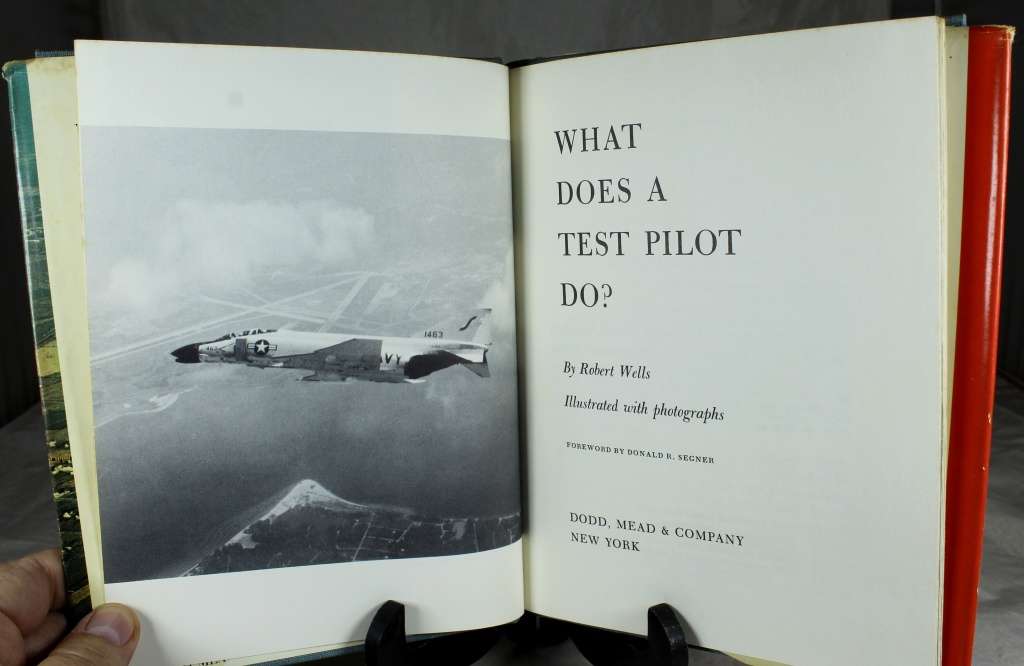 1463
463
VY
WHAT
DOES A
TEST PILOT
DO?
By Robert Wells
Illustrated with photographs
FOREWORD BY DONALD R. SEGNER
DODD, MEAD & COMPANY
NEW YORK